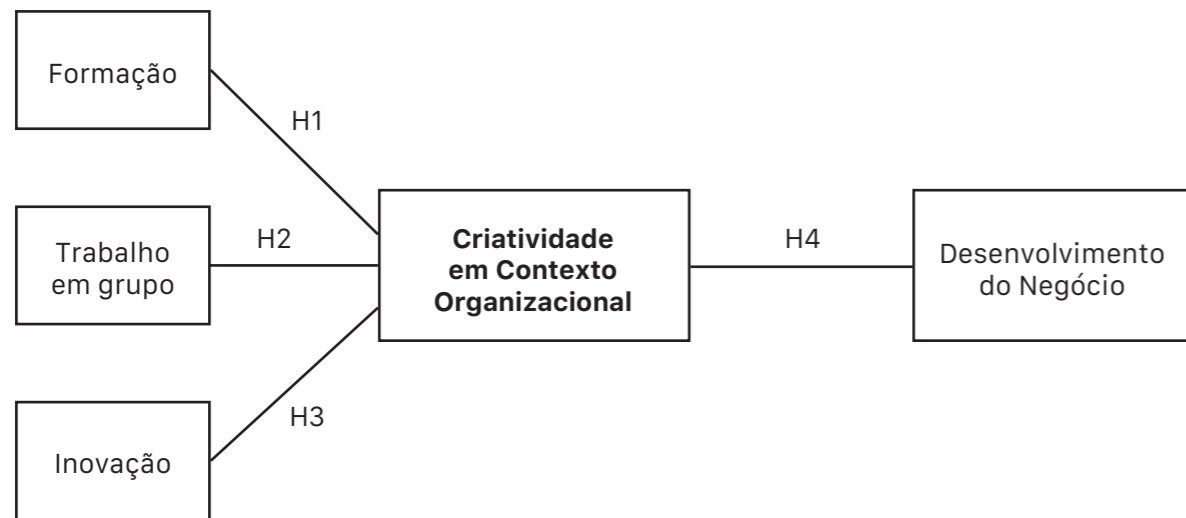 Formação
H1
Trabalho
em grupo
H2
Criatividade
em Contexto
Organizacional
H4
Desenvolvimento
do Negócio
H3
Inovação